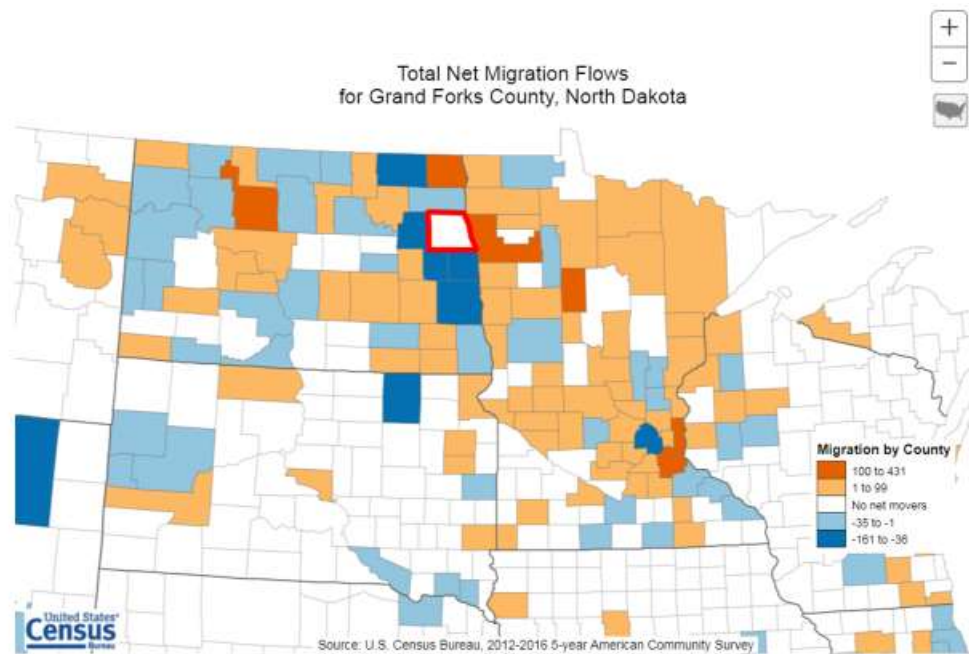 +
−
Total Net Migration Flows
for Grand Forks County, North Dakota
Migration by County
100 to 431
1 to 99
No net movers
-35 to -1
-161 to -36
United States®
Census
Bureau
Source: U.S. Census Bureau, 2012-2016 5-year American Community Survey